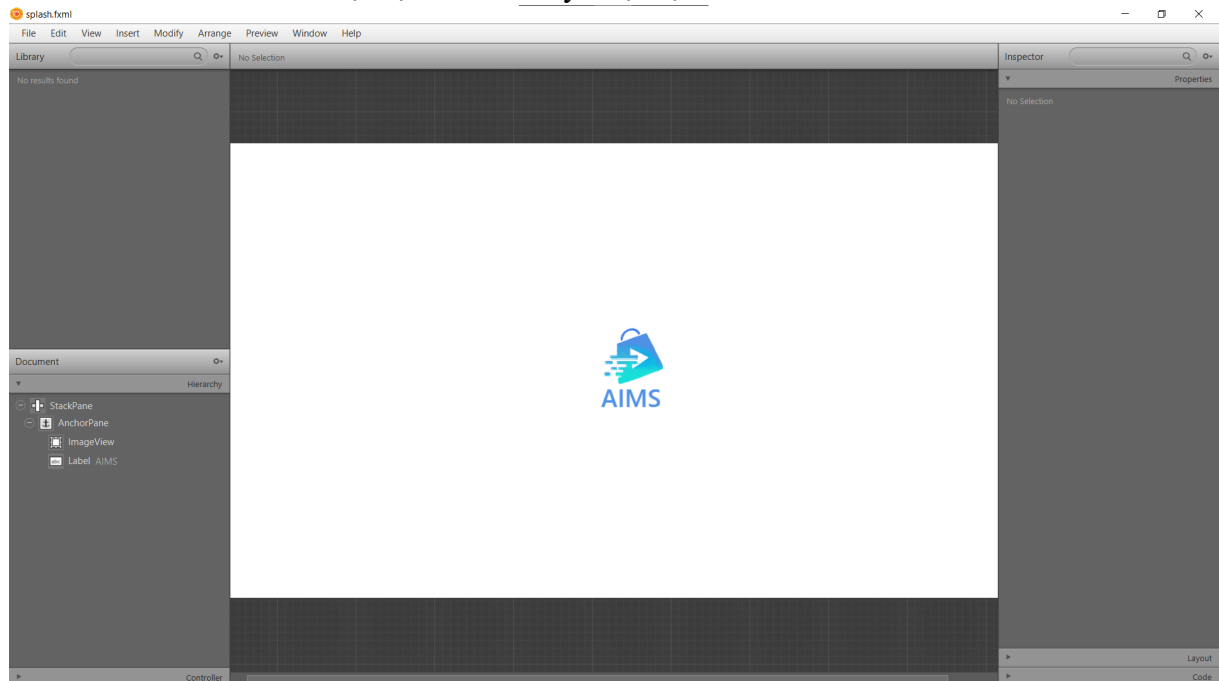 splash.fxml
File Edit View Insert Modify Arrange Preview Window Help
Library
No Selection
Inspector
No results found
Properties
No Selection
AIMS
Document
Hierarchy
StackPane
AnchorPane
ImageView
Label AIMS
Controller
Layout
Code